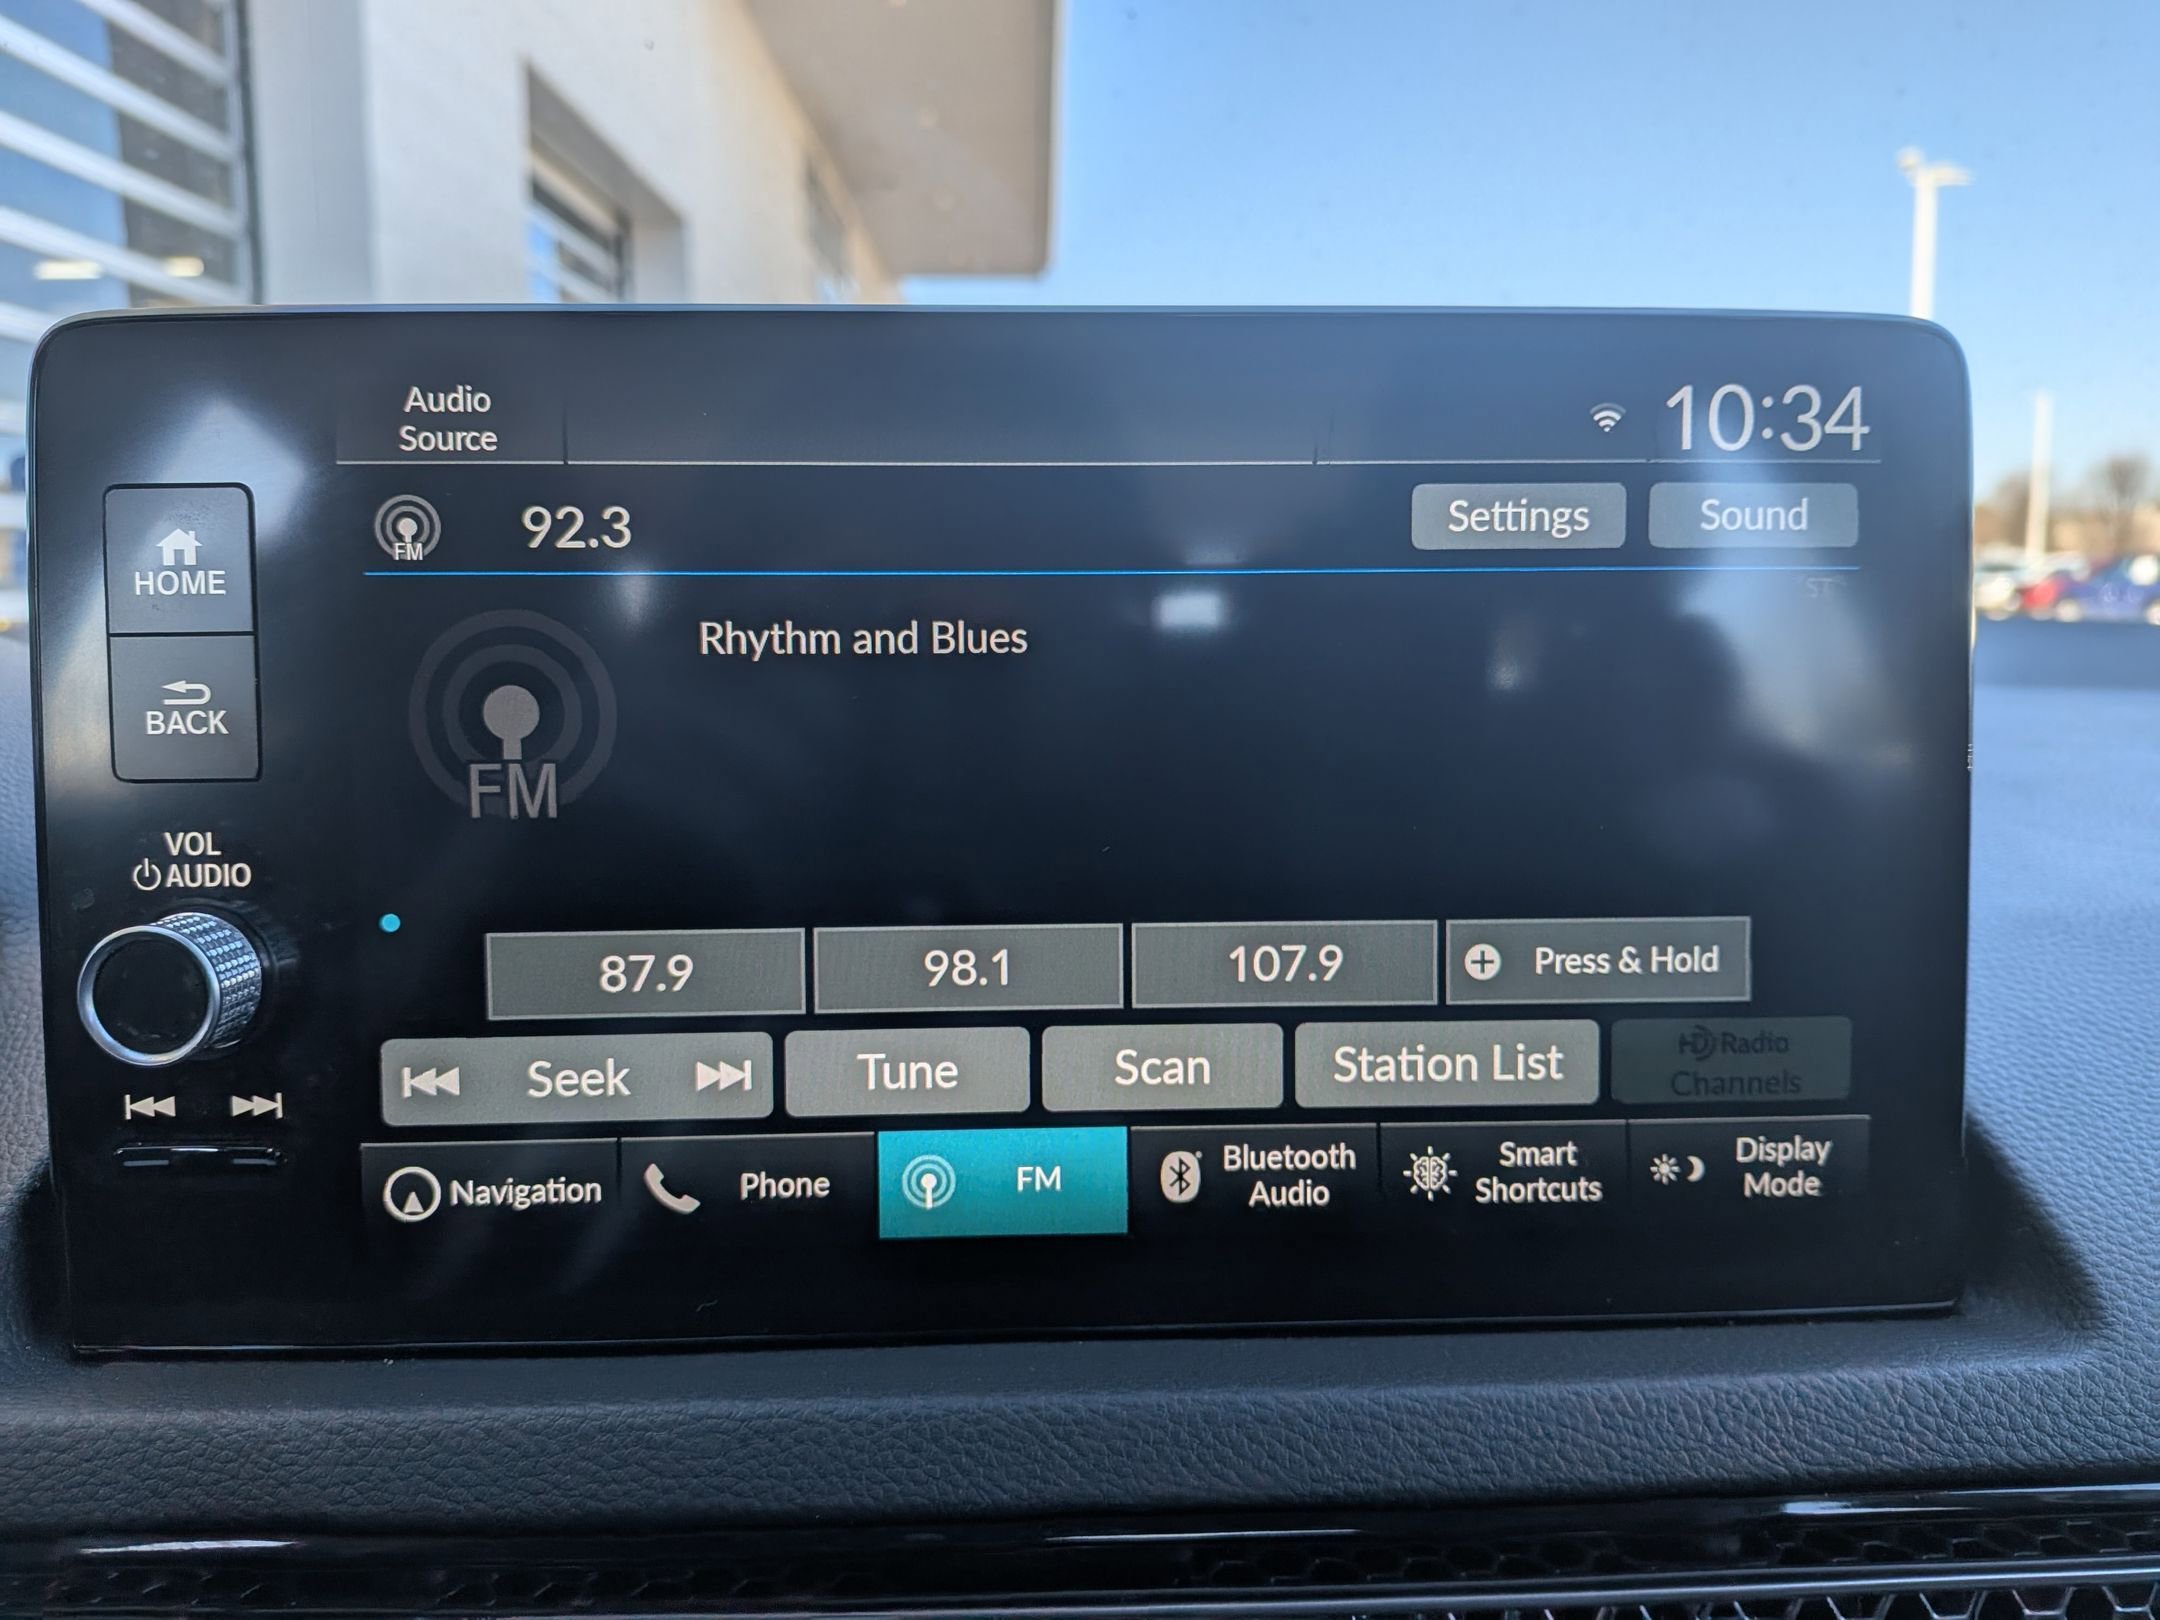 Audio
Source
10:34
FM
92.3
Settings
Sound
ST
HOME
BACK
Rhythm and Blues
FM
VOL
AUDIO
87.9
98.1
107.9
Press & Hold
Seek
Tune
Scan
Station List
HD Radio
Channels
Navigation
Phone
FM
Bluetooth
Audio
Smart
Shortcuts
Display
Mode